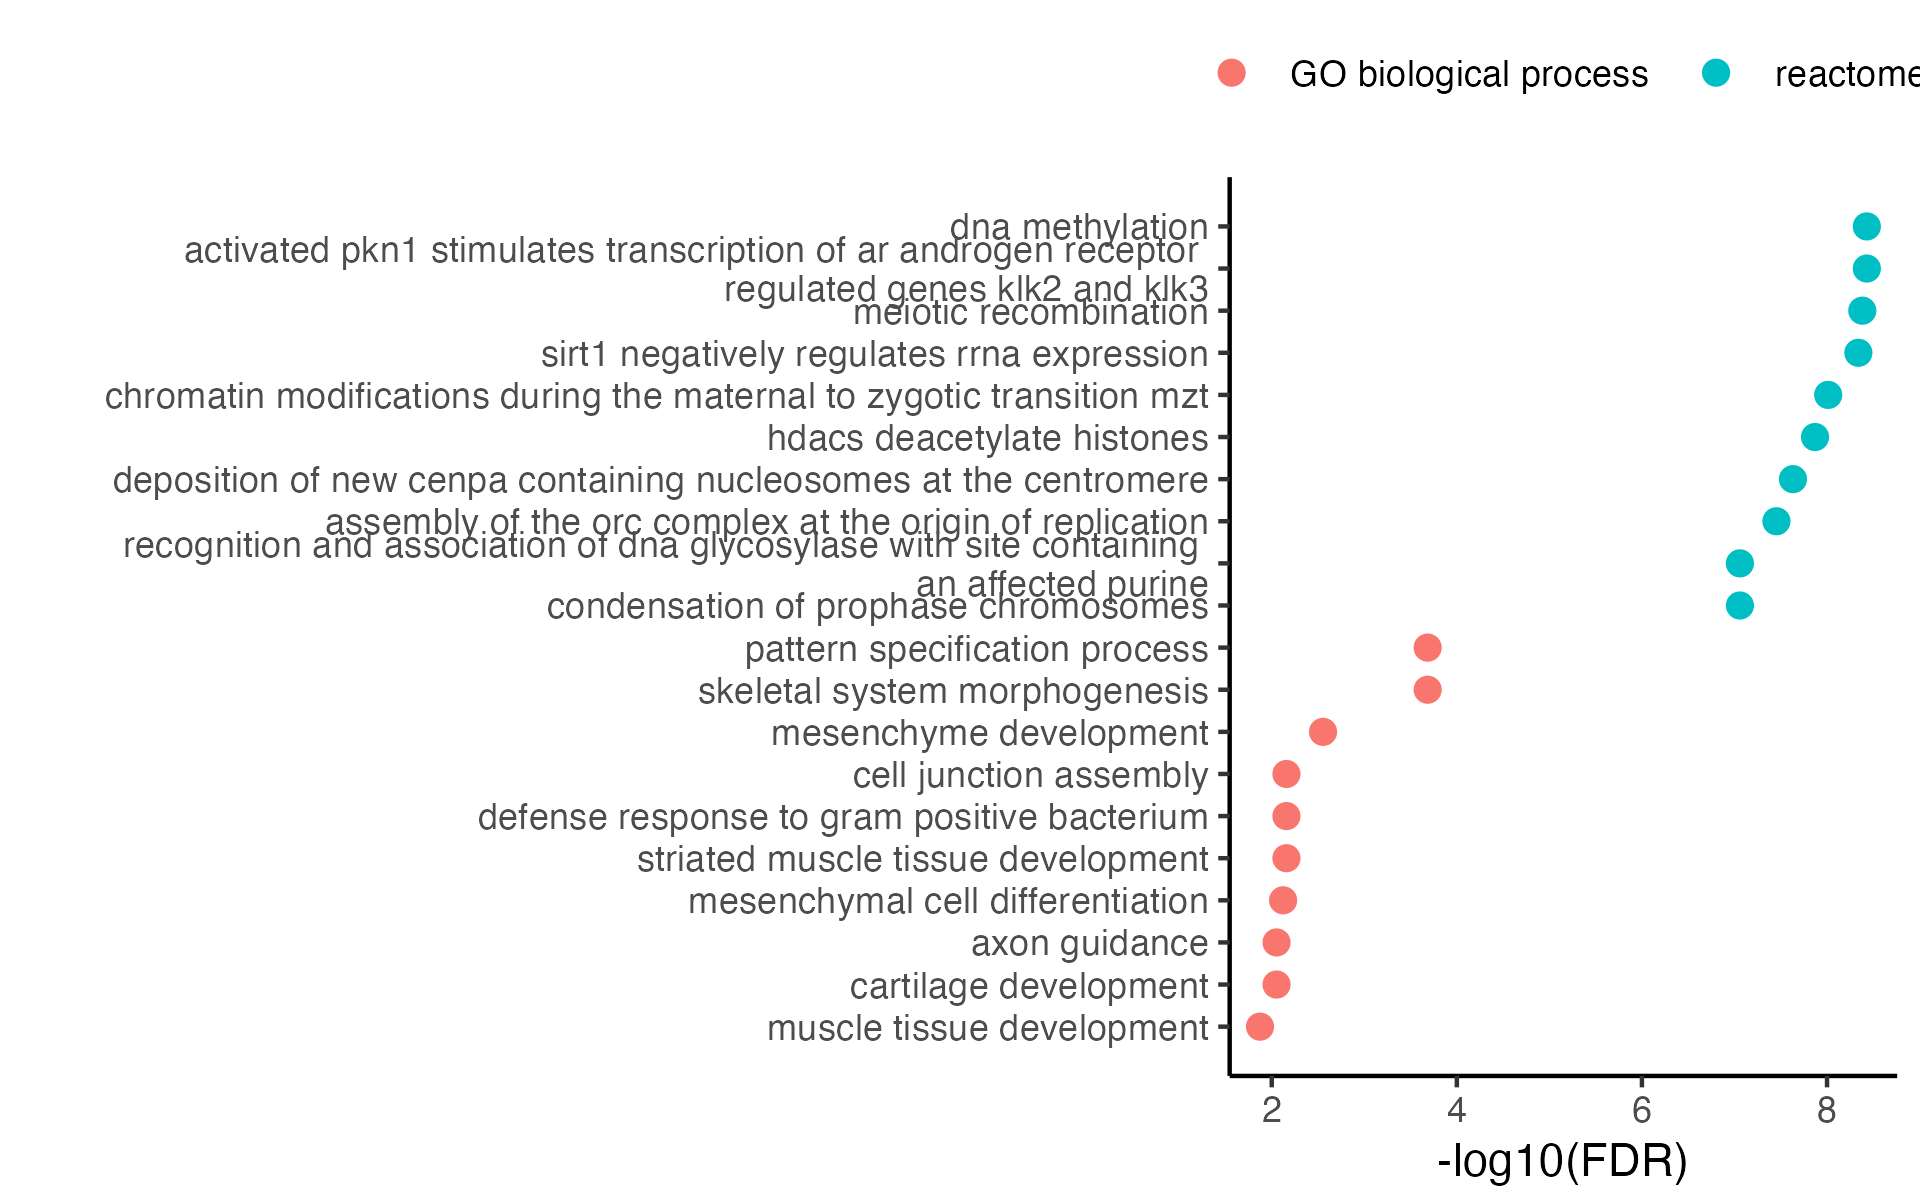 GO biological process reactome
dna methylation
activated pkn1 stimulates transcription of ar androgen receptor
regulated genes klk2 and klk3
meiotic recombination
sirt1 negatively regulates rrna expression
chromatin modifications during the maternal to zygotic transition mzt
hdacs deacetylate histones
deposition of new cenpa containing nucleosomes at the centromere
assembly of the orc complex at the origin of replication
recognition and association of dna glycosylase with site containing
an affected purine
condensation of prophase chromosomes
pattern specification process
skeletal system morphogenesis
mesenchyme development
cell junction assembly
defense response to gram positive bacterium
striated muscle tissue development
mesenchymal cell differentiation
axon guidance
cartilage development
muscle tissue development
2 4 6 8
-log10(FDR)